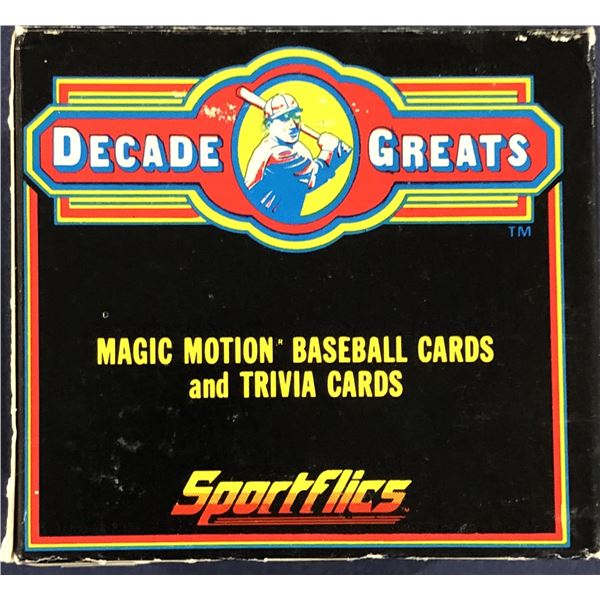 DECADE GREATS
TM
MAGIC MOTION® BASEBALL CARDS
and TRIVIA CARDS
Sportflics